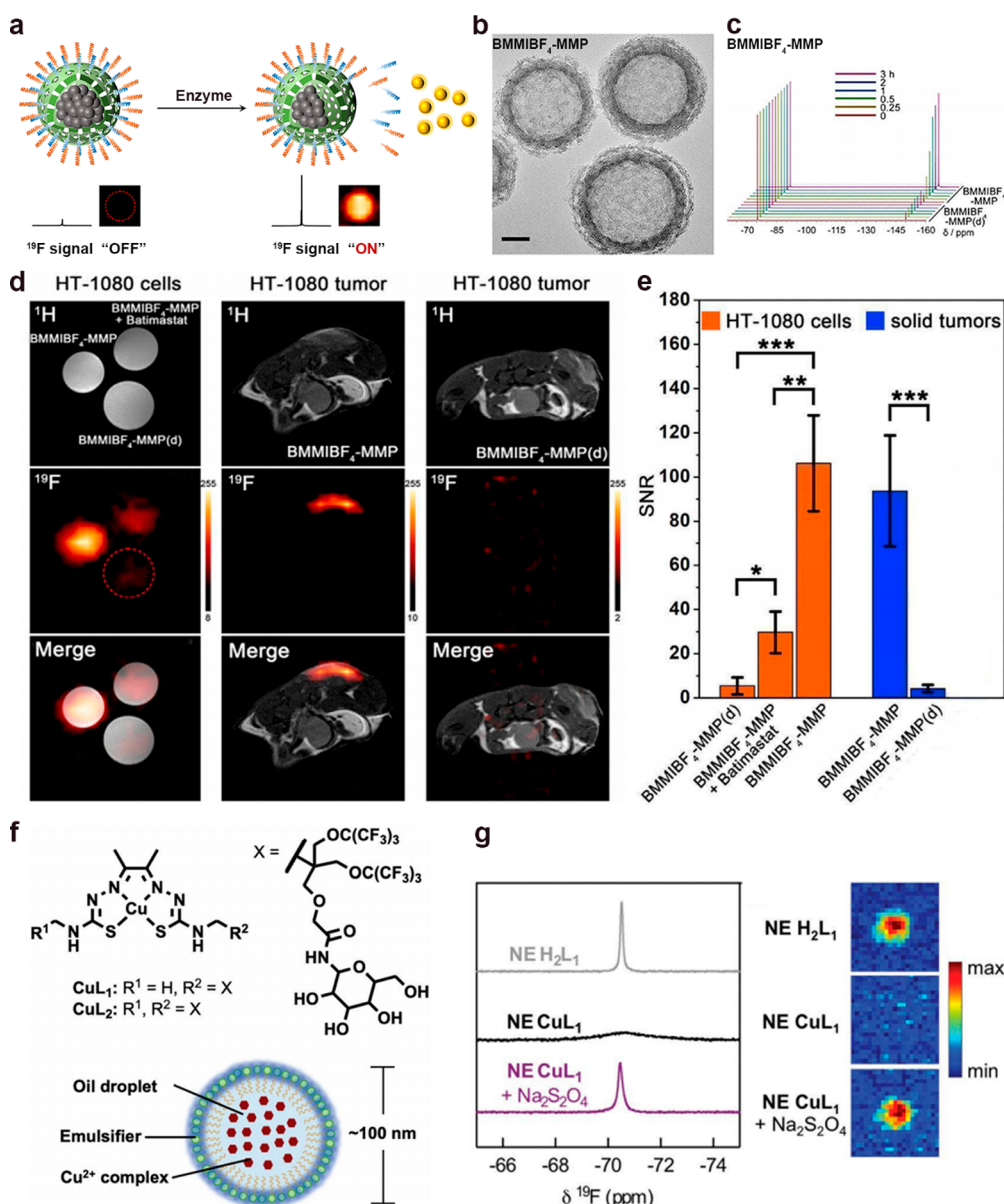 a
Enzyme
¹⁹F signal “OFF”
¹⁹F signal “ON”
b
BMMIBF₄-MMP
c
BMMIBF₄-MMP
3 h
2
1
0.5
0.25
0
BMMIBF₄
-MMP
BMMIBF₄
-MMP(d)
-70 -85 -100 -115 -130 -145 -160
δ / ppm
d
HT-1080 cells
HT-1080 tumor
HT-1080 tumor
¹H
BMMIBF₄-MMP
+ Batimastat
BMMIBF₄-MMP
BMMIBF₄-MMP(d)
¹H
BMMIBF₄-MMP
¹H
BMMIBF₄-MMP(d)
¹⁹F
255
8
¹⁹F
255
10
¹⁹F
255
2
Merge
Merge
Merge
e
HT-1080 cells
solid tumors
SNR
180
160
140
120
100
80
60
40
20
0
***
**
*
***
BMMIBF₄-MMP(d)
BMMIBF₄-MMP
+ Batimastat
BMMIBF₄-MMP
BMMIBF₄-MMP
BMMIBF₄-MMP(d)
f
N N
N N
Cu
R¹ N H S S N H R²
CuL₁: R¹ = H, R² = X
CuL₂: R¹, R² = X
X =
OC(CF₃)₃
OC(CF₃)₃
O
O
HN
O OH
HO OH
HO OH
Oil droplet
Emulsifier
Cu²⁺ complex
~100 nm
g
NE H₂L₁
NE CuL₁
NE CuL₁
+ Na₂S₂O₄
-66 -68 -70 -72 -74
δ ¹⁹F (ppm)
NE H₂L₁
NE CuL₁
NE CuL₁
+ Na₂S₂O₄
max
min